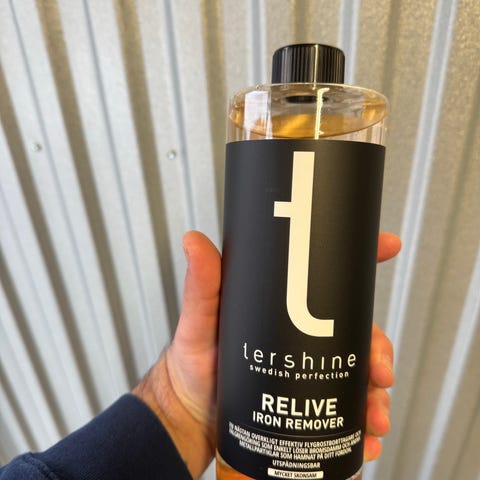 t
tershine
swedish perfection
RELIVE
IRON REMOVER
EN NÄSTAN OVERKLIGT EFFEKTIV FLYGROSTBORTTAGARE OCH
FÄLGRENGÖRING SOM ENKELT LÖSER BROMSDAMM OCH ANDRA
METALLPARTIKLAR SOM HAMNAT PÅ DITT FORDON.
UTSPÄDNINGSBAR
MYCKET SKONSAM